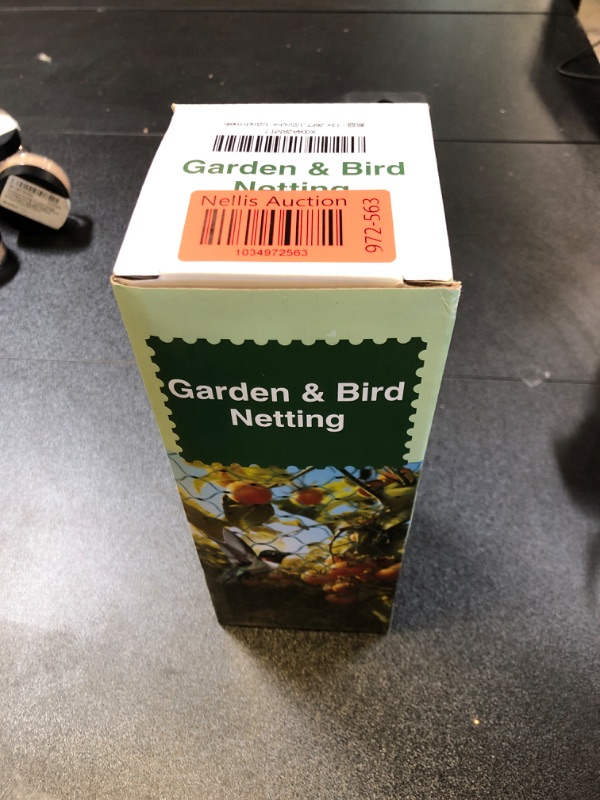 Garden & Bird
Netting
Nellis Auction
972-563
1034972563
Garden & Bird
Netting